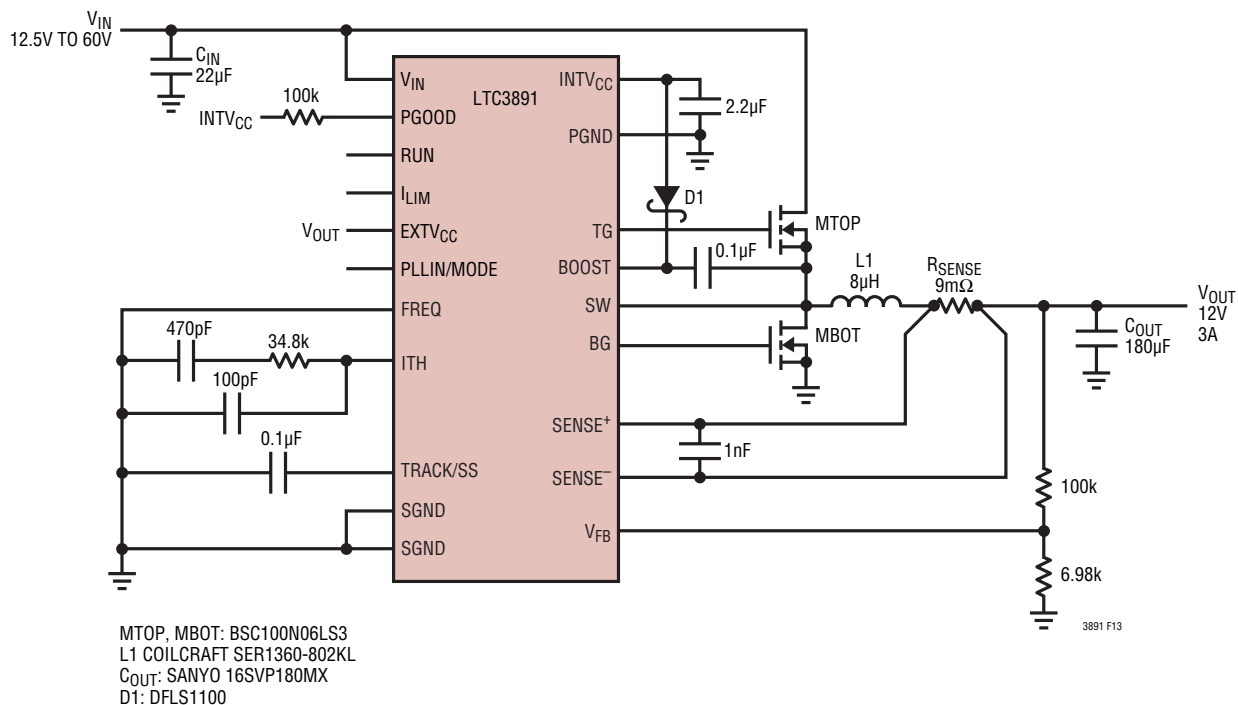 VIN
12.5V TO 60V
CIN
22µF
INTVCC
100k
VIN
PGOOD
RUN
ILIM
VOUT
EXTVCC
PLLIN/MODE
FREQ
470pF
34.8k
ITH
100pF
0.1µF
TRACK/SS
SGND
SGND
LTC3891
INTVCC
PGND
2.2µF
D1
TG
BOOST
0.1µF
SW
BG
SENSE+
SENSE–
1nF
VFB
MTOP
MBOT
L1
8µH
RSENSE
9mΩ
VOUT
12V
3A
COUT
180µF
100k
6.98k
3891 F13
MTOP, MBOT: BSC100N06LS3
L1 COILCRAFT SER1360-802KL
COUT: SANYO 16SVP180MX
D1: DFLS1100